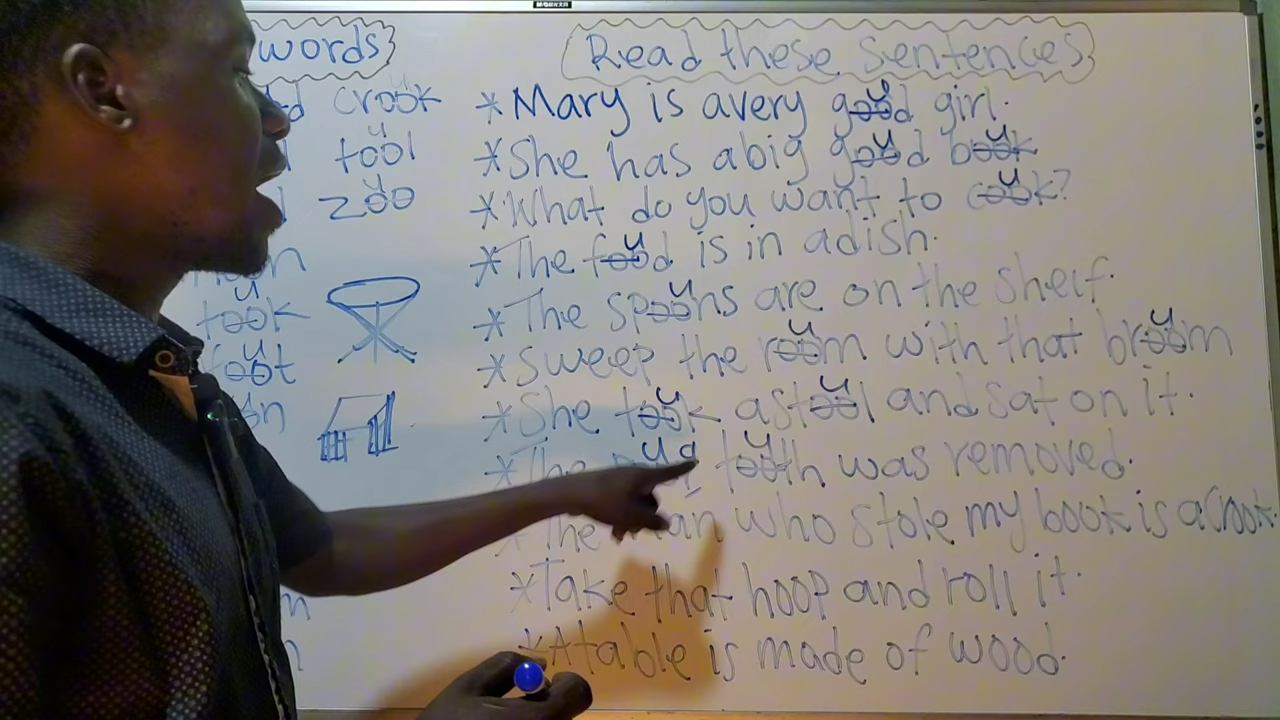 words
Read these sentences
crook
tool
zoo
took
foot
*Mary is avery good girl.
*She has abig good book
*What do you want to cook?
*The food is in adish.
*The spoons are on the shelf.
*Sweep the room with that broom
*She took astool and sat on it.
*The tooth was removed.
The who stole my book is acrook.
*Take that hoop and roll it.
*Atable is made of wood.